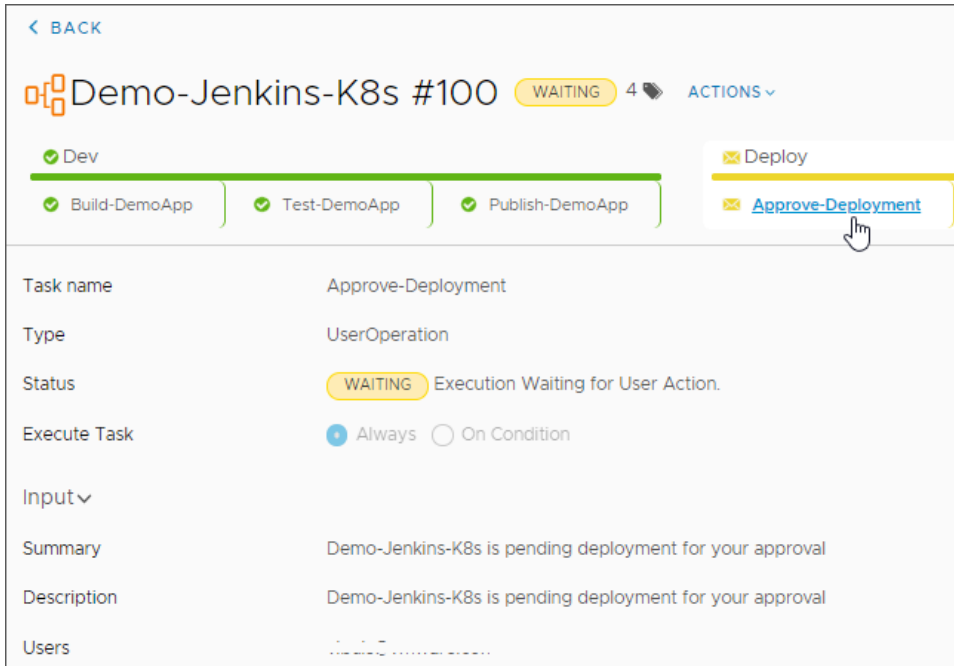 BACK
Demo-Jenkins-K8s #100 WAITING 4 ACTIONS
Dev Deploy
Build-DemoApp Test-DemoApp Publish-DemoApp Approve-Deployment
Task name Approve-Deployment
Type UserOperation
Status WAITING Execution Waiting for User Action.
Execute Task Always On Condition
Input
Summary Demo-Jenkins-K8s is pending deployment for your approval
Description Demo-Jenkins-K8s is pending deployment for your approval
Users